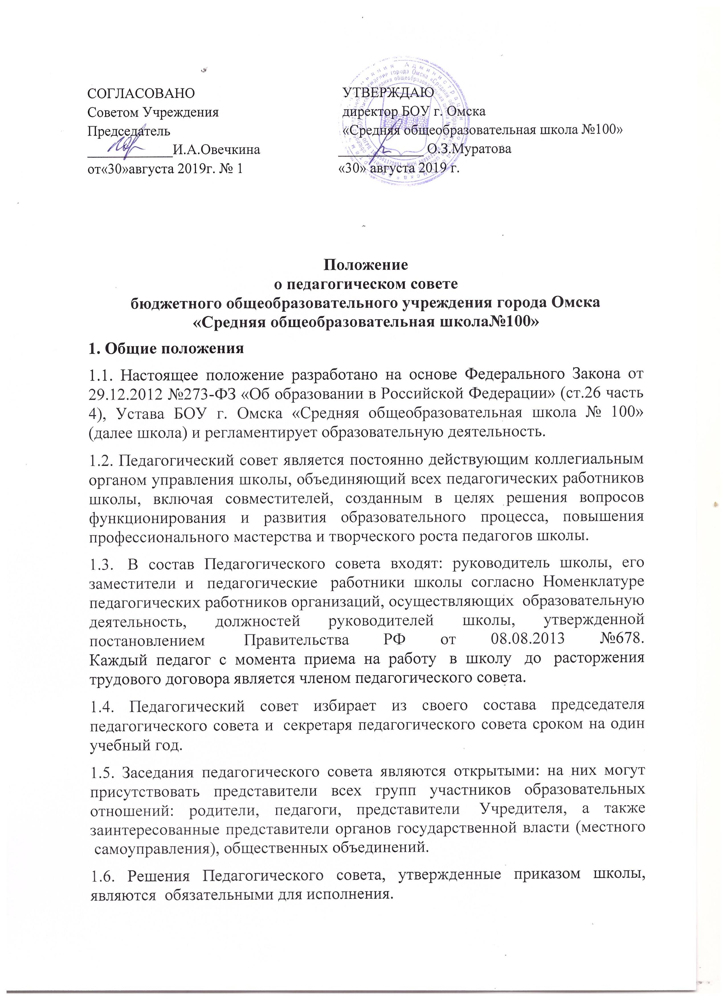 СОГЛАСОВАНО
Советом Учреждения
Председатель
____________И.А.Овечкина
от«30»августа 2019г. № 1
УТВЕРЖДАЮ
директор БОУ г. Омска
«Средняя общеобразовательная школа №100»
____________ О.З.Муратова
«30» августа 2019 г.
Положение
о педагогическом совете
бюджетного общеобразовательного учреждения города Омска
«Средняя общеобразовательная школа№100»
1. Общие положения
1.1. Настоящее положение разработано на основе Федерального Закона от
29.12.2012 №273-ФЗ «Об образовании в Российской Федерации» (ст.26 часть
4), Устава БОУ г. Омска «Средняя общеобразовательная школа № 100»
(далее школа) и регламентирует образовательную деятельность.
1.2. Педагогический совет является постоянно действующим коллегиальным
органом управления школы, объединяющий всех педагогических работников
школы, включая совместителей, созданным в целях решения вопросов
функционирования и развития образовательного процесса, повышения
профессионального мастерства и творческого роста педагогов школы.
1.3. В состав Педагогического совета входят: руководитель школы, его
заместители и педагогические работники школы согласно Номенклатуре
педагогических работников организаций, осуществляющих образовательную
деятельность, должностей руководителей школы, утвержденной
постановлением Правительства РФ от 08.08.2013 №678.
Каждый педагог с момента приема на работу в школу до расторжения
трудового договора является членом педагогического совета.
1.4. Педагогический совет избирает из своего состава председателя
педагогического совета и секретаря педагогического совета сроком на один
учебный год.
1.5. Заседания педагогического совета являются открытыми: на них могут
присутствовать представители всех групп участников образовательных
отношений: родители, педагоги, представители Учредителя, а также
заинтересованные представители органов государственной власти (местного
самоуправления), общественных объединений.
1.6. Решения Педагогического совета, утвержденные приказом школы,
являются обязательными для исполнения.